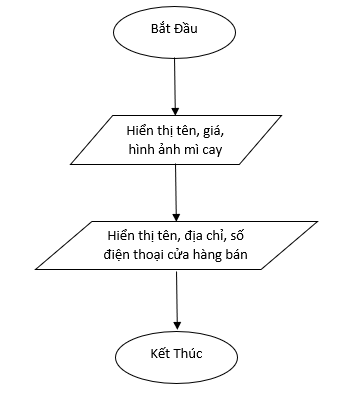 Bắt Đầu
Hiển thị tên, giá,
hình ảnh mì cay
Hiển thị tên, địa chỉ, số
điện thoại cửa hàng bán
Kết Thúc